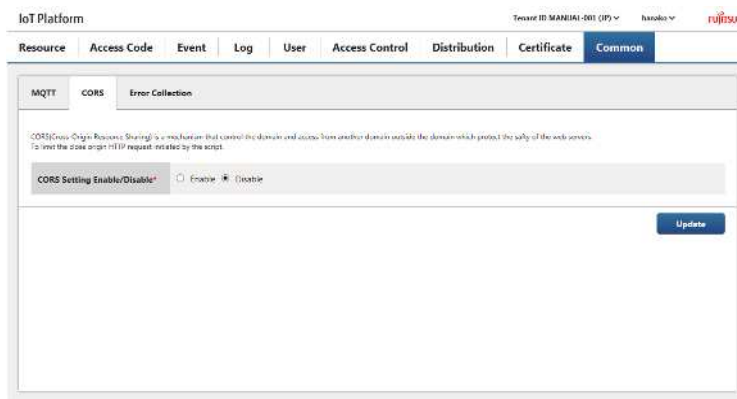 IoT Platform Tenant ID MANUAL-001 (JP) hanako FUJITSU
Resource Access Code Event Log User Access Control Distribution Certificate Common
MQTT CORS Error Collection
CORS(Cross-Origin Resource Sharing) is a mechanism that control the domain and access from another domain outside the domain which protect the safty of the web servers.
To limit the close origin HTTP request initiated by the script.
CORS Setting Enable/Disable* Enable Disable
Update